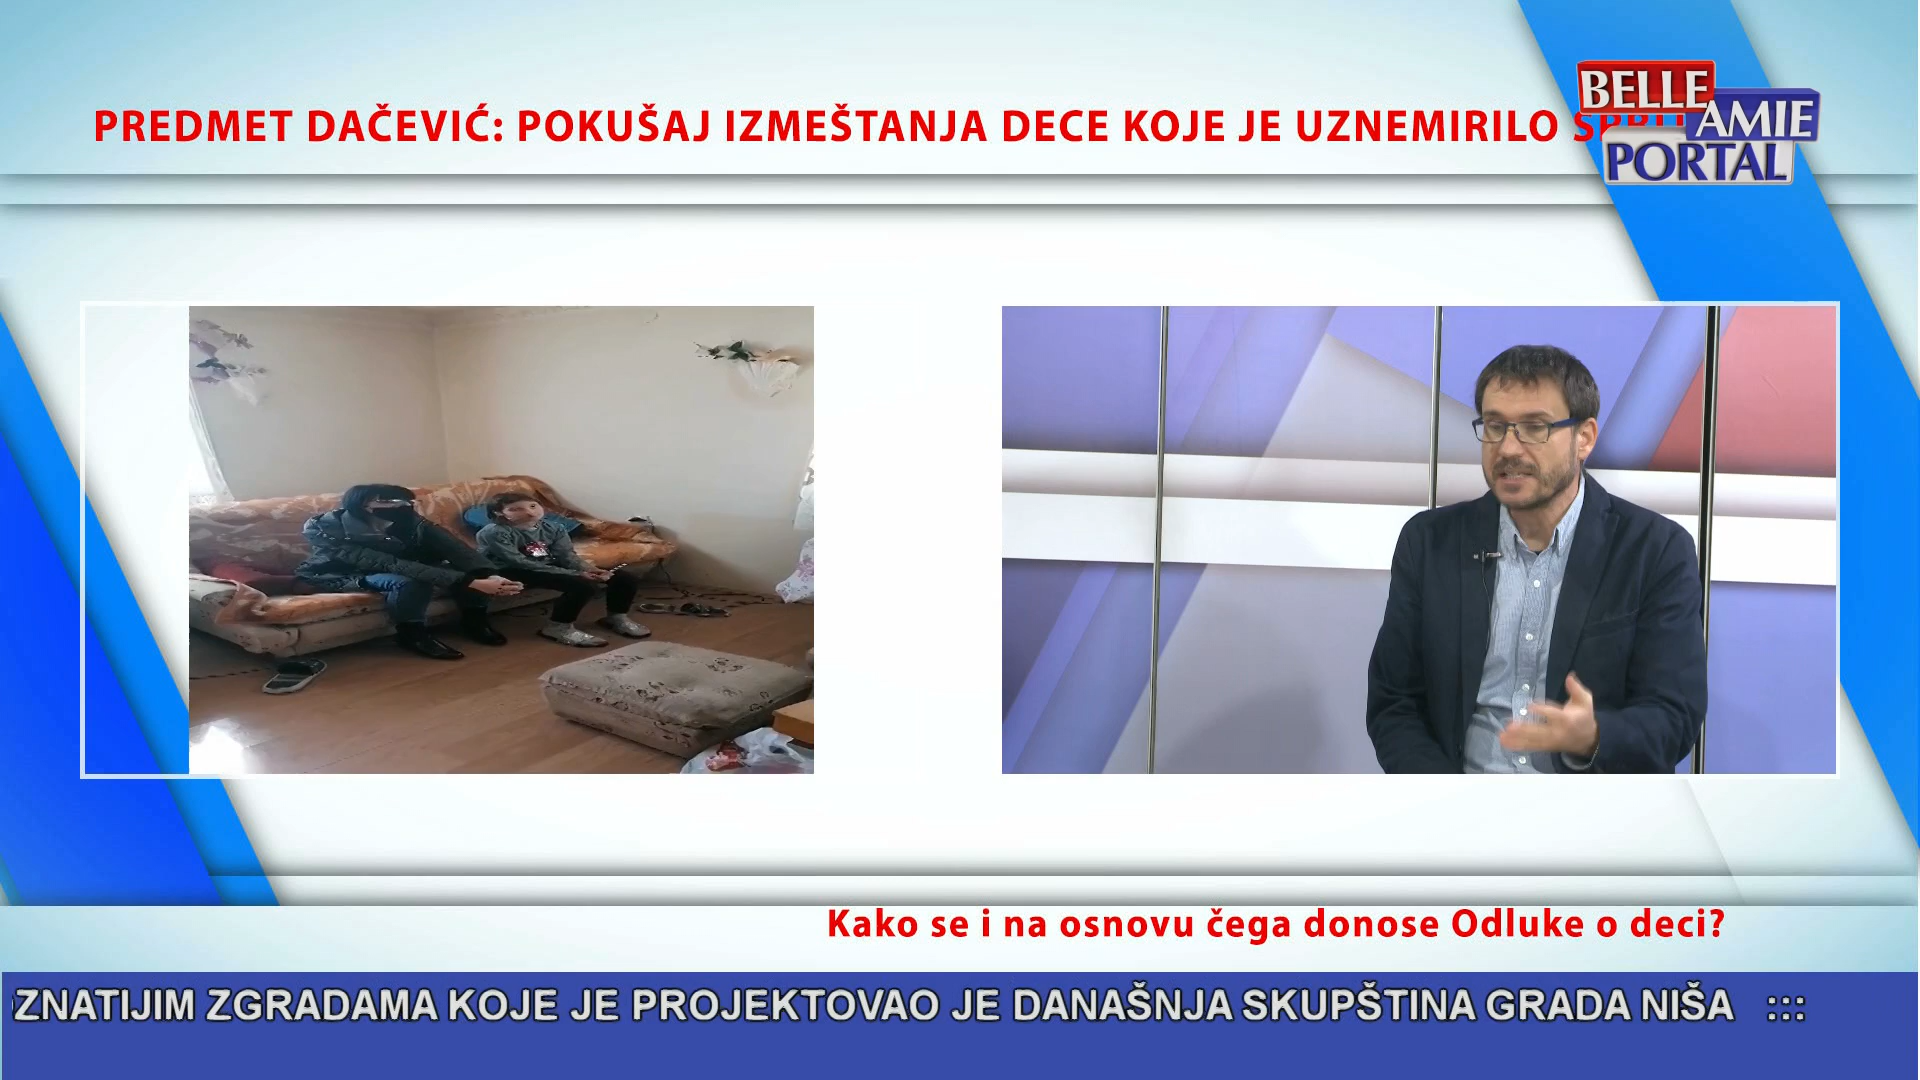 PREDMET DAČEVIĆ: POKUŠAJ IZMEŠTANJA DECE KOJE JE UZNEMIRILO
BELLE
AMIE
PORTAL
Kako se i na osnovu čega donose Odluke o deci?
ZGRADAMA KOJE JE PROJEKTOVAO JE DANAŠNJA SKUPŠTINA GRADA NIŠA :::